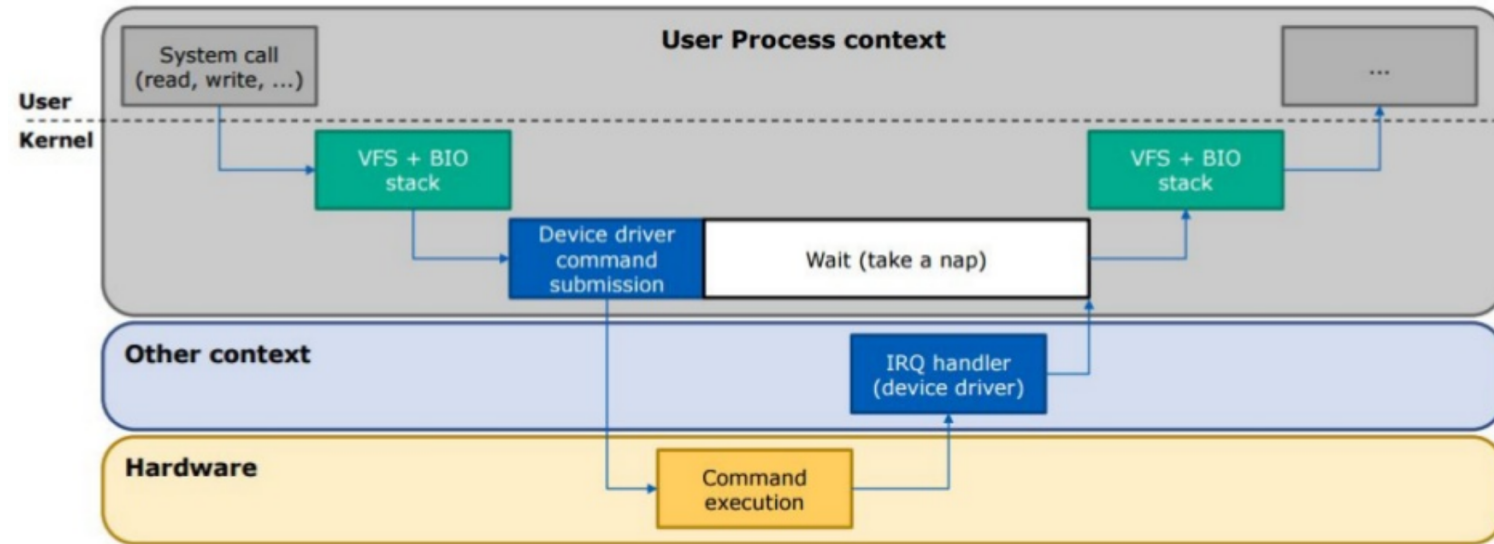 System call
(read, write, ...)
User Process context
...
User
Kernel
VFS + BIO
stack
VFS + BIO
stack
Device driver
command
submission
Wait (take a nap)
Other context
IRQ handler
(device driver)
Hardware
Command
execution